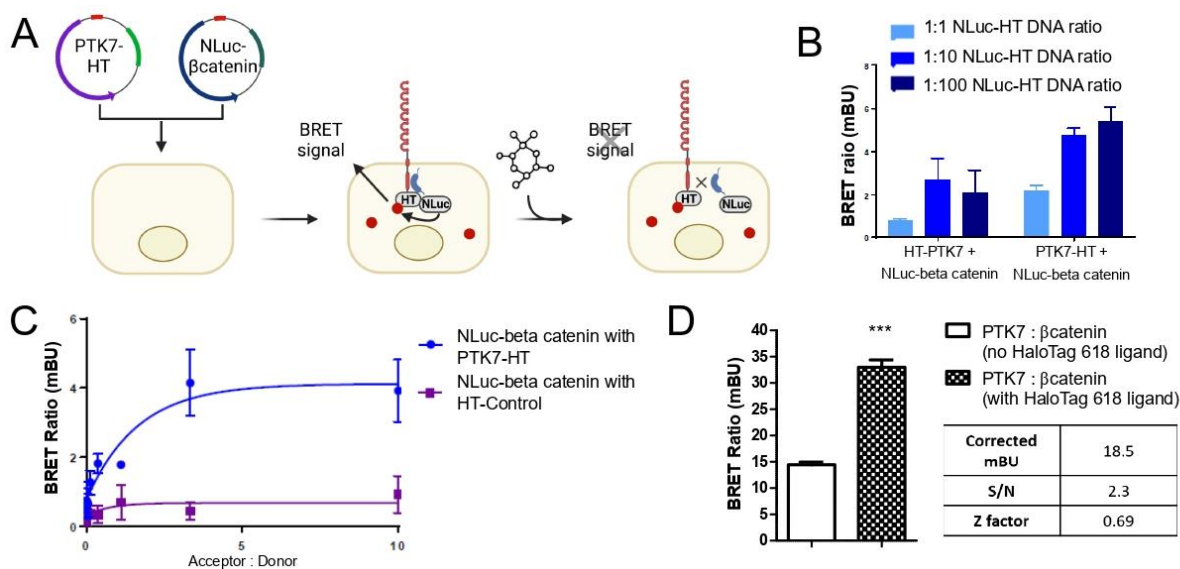 A
PTK7-
HT
NLuc-
βcatenin
BRET
signal
HT
NLuc
BRET
signal
HT
NLuc
B
1:1 NLuc-HT DNA ratio
1:10 NLuc-HT DNA ratio
1:100 NLuc-HT DNA ratio
BRET raio (mBU)
8
6
4
2
0
HT-PTK7 +
NLuc-beta catenin
PTK7-HT +
NLuc-beta catenin
C
BRET Ratio (mBU)
6
4
2
0
0
5
10
Acceptor : Donor
NLuc-beta catenin with
PTK7-HT
NLuc-beta catenin with
HT-Control
D
BRET Ratio (mBU)
40
35
30
25
20
15
10
5
0
***
PTK7 : βcatenin
(no HaloTag 618 ligand)
PTK7 : βcatenin
(with HaloTag 618 ligand)
Corrected
mBU
18.5
S/N
2.3
Z factor
0.69